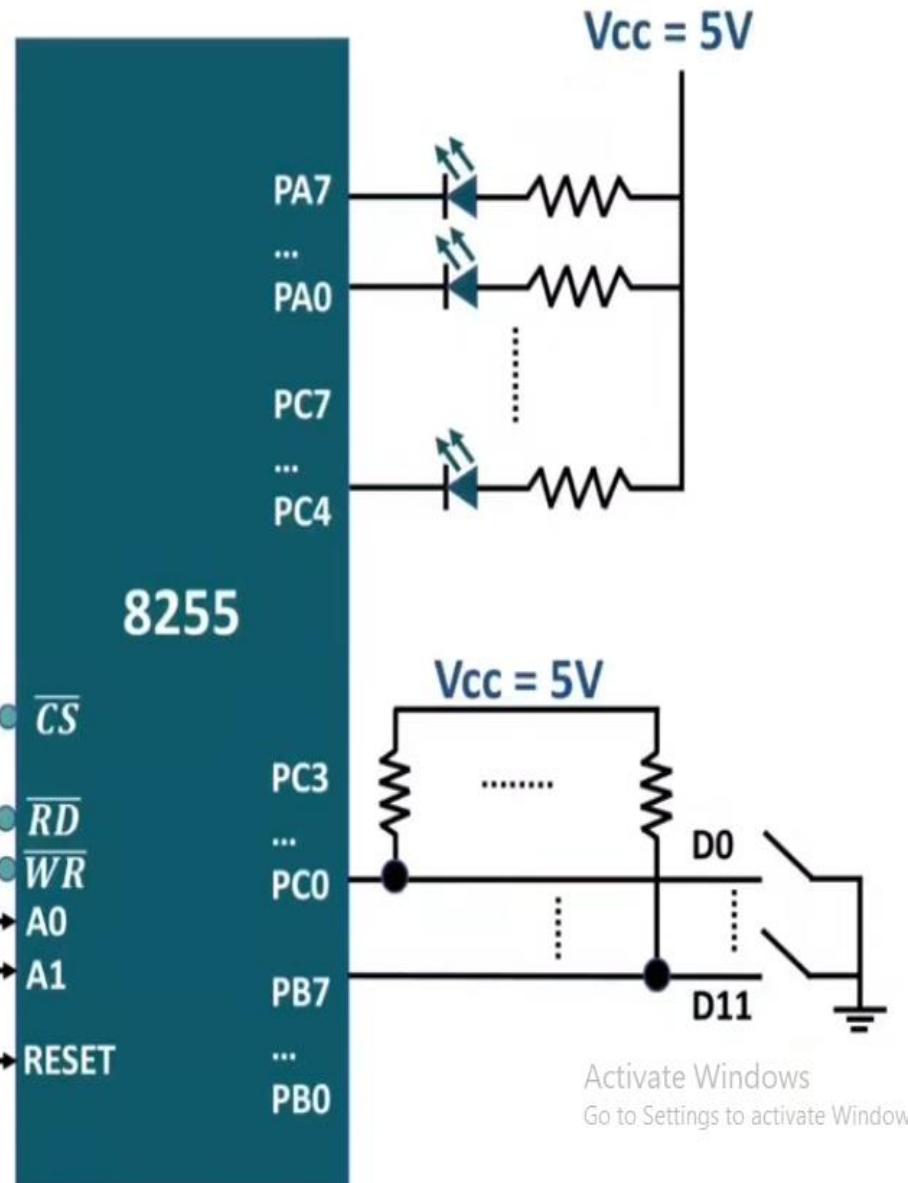 Vcc = 5V
PA7
...
PA0
PC7
...
PC4
8255
Vcc = 5V
CS
PC3
RD
...
D0
WR
PC0
A0
A1
PB7
D11
RESET
...
PB0
Activate Windows
Go to Settings to activate Window